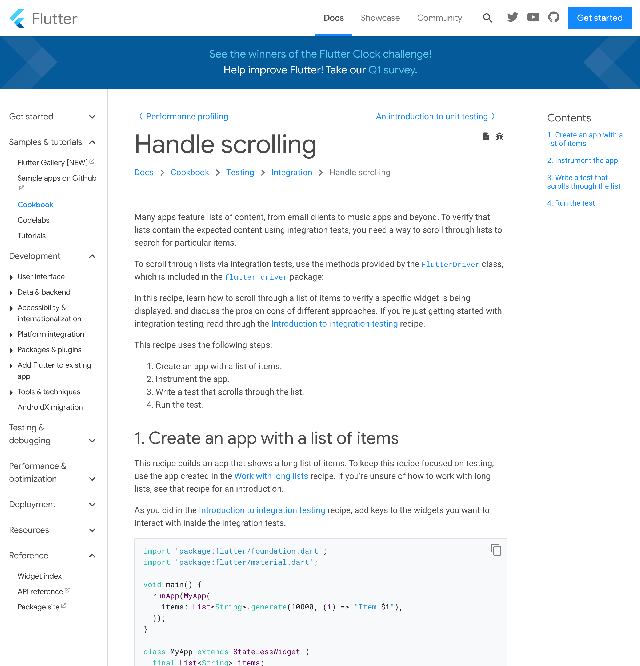 Flutter
Docs
Showcase
Community
Get started
See the winners of the Flutter Clock challenge!
Help improve Flutter! Take our Q1 survey.
Get started
Samples & tutorials
Flutter Gallery [NEW]
Sample apps on Github
Cookbook
Codelabs
Tutorials
Development
User interface
Data & backend
Accessibility &
internationalization
Platform integration
Packages & plugins
Add Flutter to existing
app
Tools & techniques
AndroidX migration
Testing &
debugging
Performance &
optimization
Deployment
Resources
Reference
Widget index
API reference
Package site
Performance profiling
An introduction to unit testing
Handle scrolling
Docs > Cookbook > Testing > Integration > Handle scrolling
Many apps feature lists of content, from email clients to music apps and beyond. To verify that
lists contain the expected content using integration tests, you need a way to scroll through lists to
search for particular items.
To scroll through lists via integration tests, use the methods provided by the FlutterDriver class,
which is included in the flutter_driver package:
In this recipe, learn how to scroll through a list of items to verify a specific widget is being
displayed, and discuss the pros on cons of different approaches. If you're just getting started with
integration testing, read through the Introduction to integration testing recipe.
This recipe uses the following steps:
1. Create an app with a list of items.
2. Instrument the app.
3. Write a test that scrolls through the list.
4. Run the test.
1. Create an app with a list of items
This recipe builds an app that shows a long list of items. To keep this recipe focused on testing,
use the app created in the Work with long lists recipe. If you're unsure of how to work with long
lists, see that recipe for an introduction.
As you did in the Introduction to integration testing recipe, add keys to the widgets you want to
interact with inside the integration tests.
import 'package:flutter/foundation.dart';
import 'package:flutter/material.dart';
void main() {
runApp(MyApp(
items: List<String>.generate(10000, (i) => "Item $i"),
));
}
class MyApp extends StatelessWidget {
final List<String> items;
Contents
1. Create an app with a
list of items
2. Instrument the app
3. Write a test that
scrolls through the list
4. Run the test